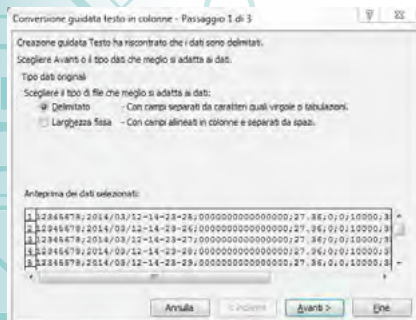 Conversione guidata testo in colonne - Passaggio 1 di 3
Creazione guidata Testo ha riscontrato che i dati sono delimitati.
Scegliere Avanti o il tipo dati che meglio si adatta ai dati.
Tipo dati originali
Scegliere il tipo di file che meglio si adatta ai dati:
Delimitato - Con campi separati da caratteri quali virgole o tabulazioni.
Larghezza fissa - Con campi allineati in colonne e separati da spazi.
Anteprima dei dati selezionati:
1 12345678;2014/03/12-14-23-25;0000000000000000;27.36;0;0;10000;3
2 12345678;2014/03/12-14-23-26;0000000000000000;27.36;0;0;10000;3
3 12345678;2014/03/12-14-23-27;0000000000000000;27.36;0;0;10000;3
4 12345678;2014/03/12-14-23-28;0000000000000000;27.36;0;0;10000;3
5 12345678;2014/03/12-14-23-29;0000000000000000;27.36;0;0;10000;3
Annulla < Indietro Avanti > Fine